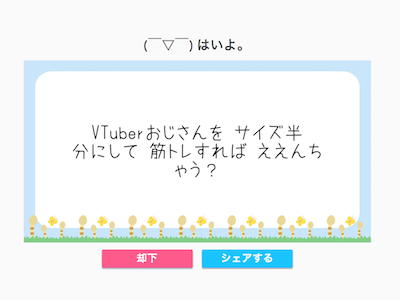 (￣▽￣) はいよ。
VTuberおじさんを サイズ半
分にして 筋トレすれば ええんち
ゃう？
却下
シェアする